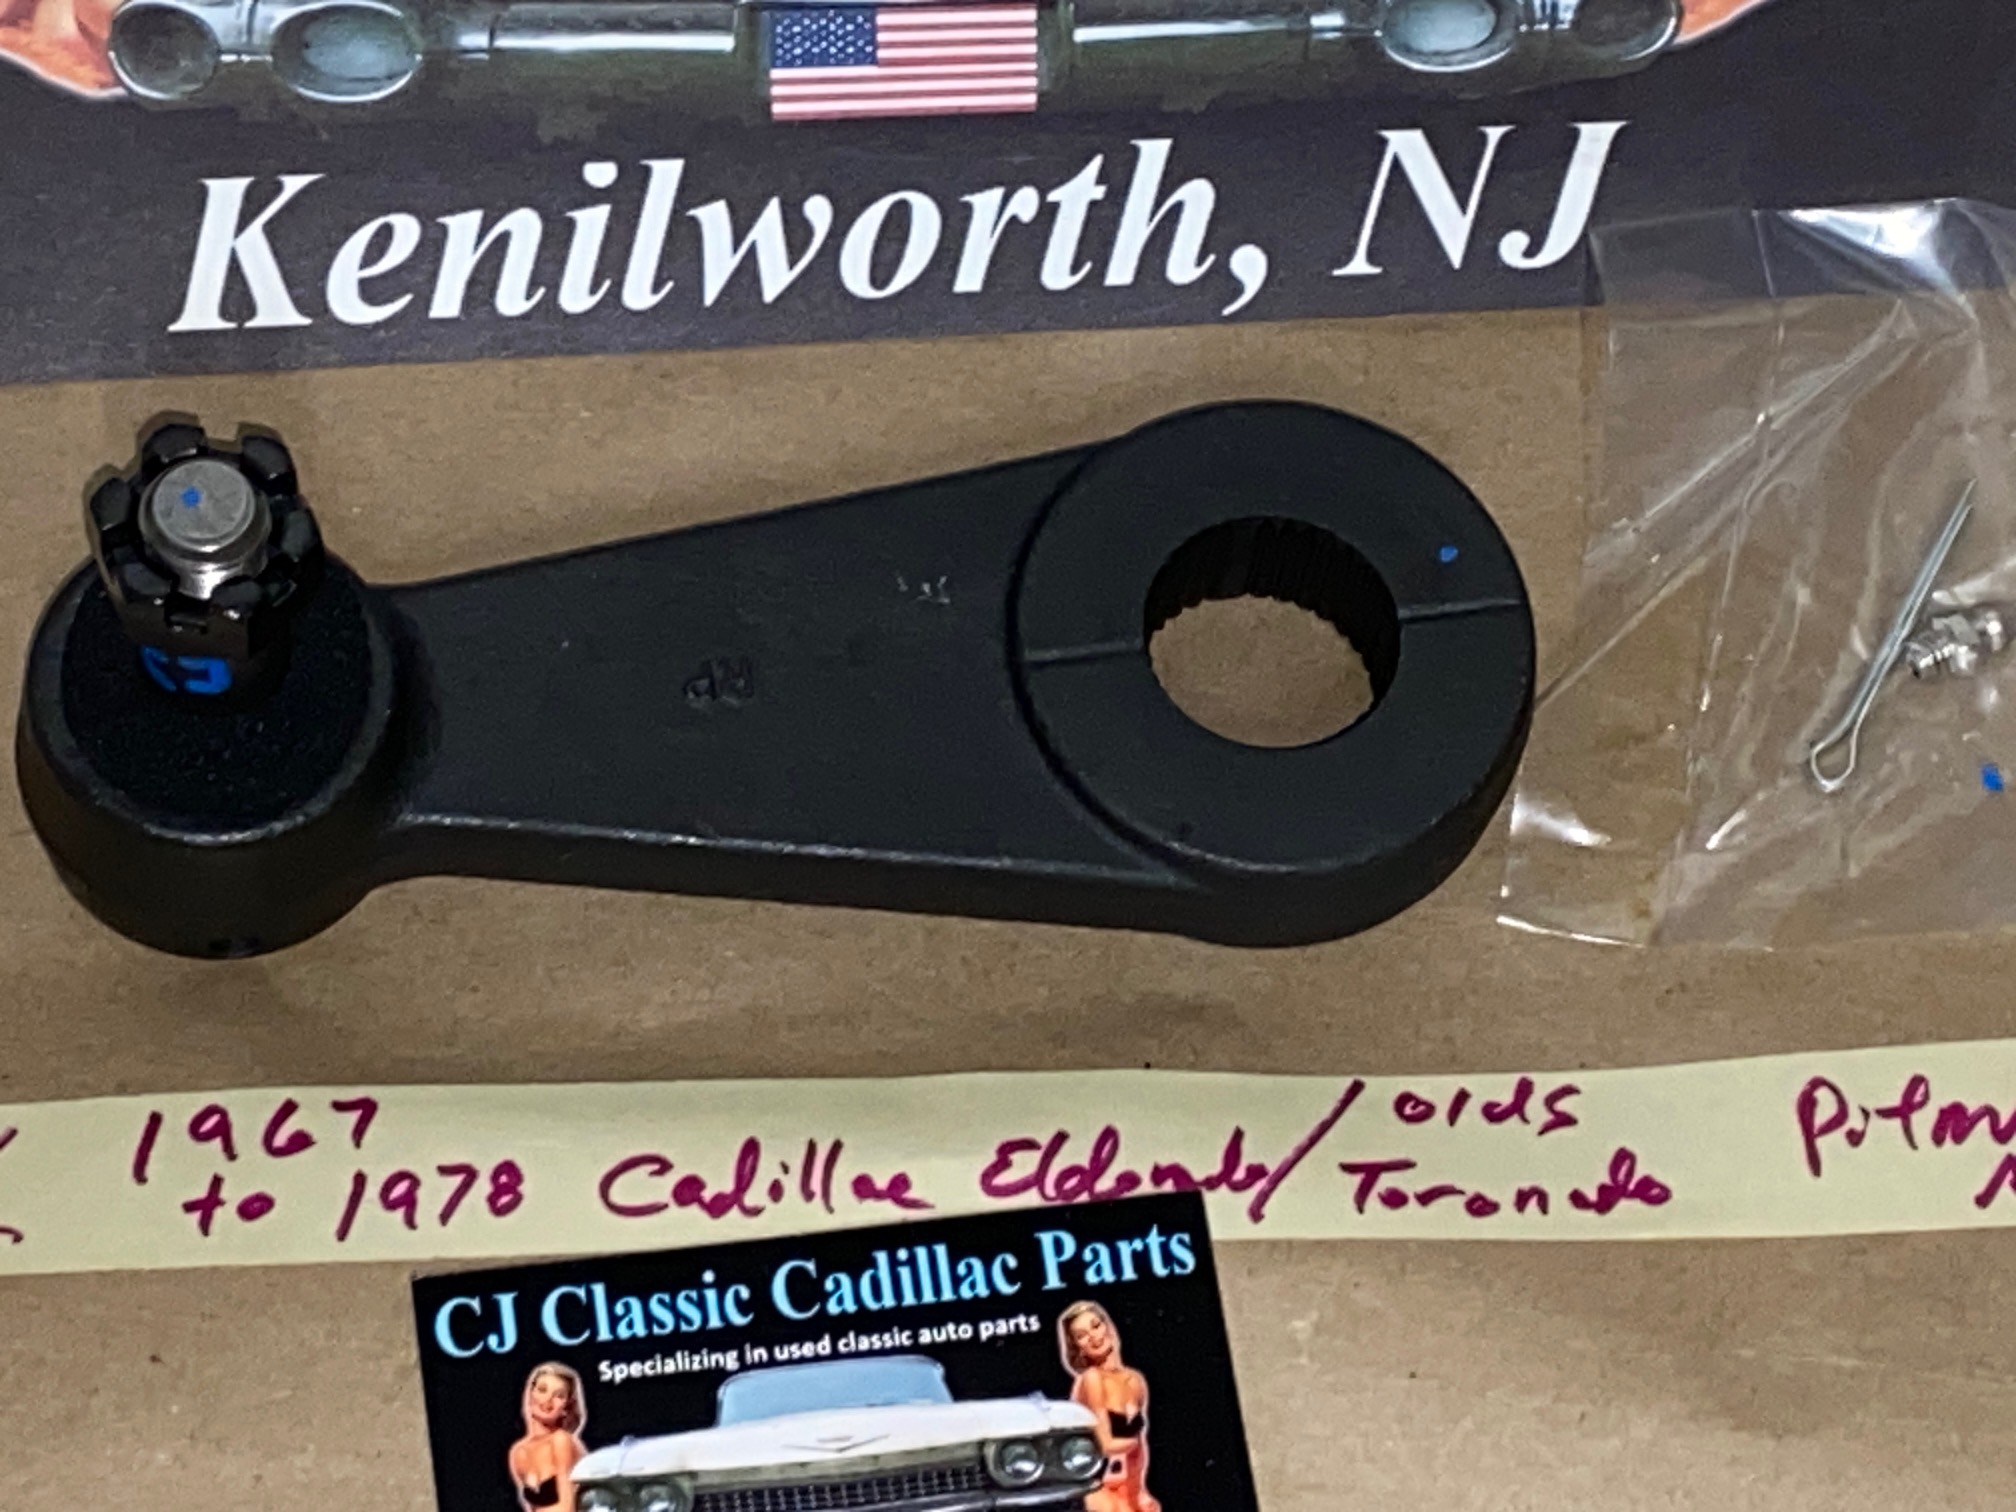 Kenilworth, NJ
RP
1967 olds
to 1978 Cadillac Eldorado/ Toronado
CJ Classic Cadillac Parts
Specializing in used classic auto parts